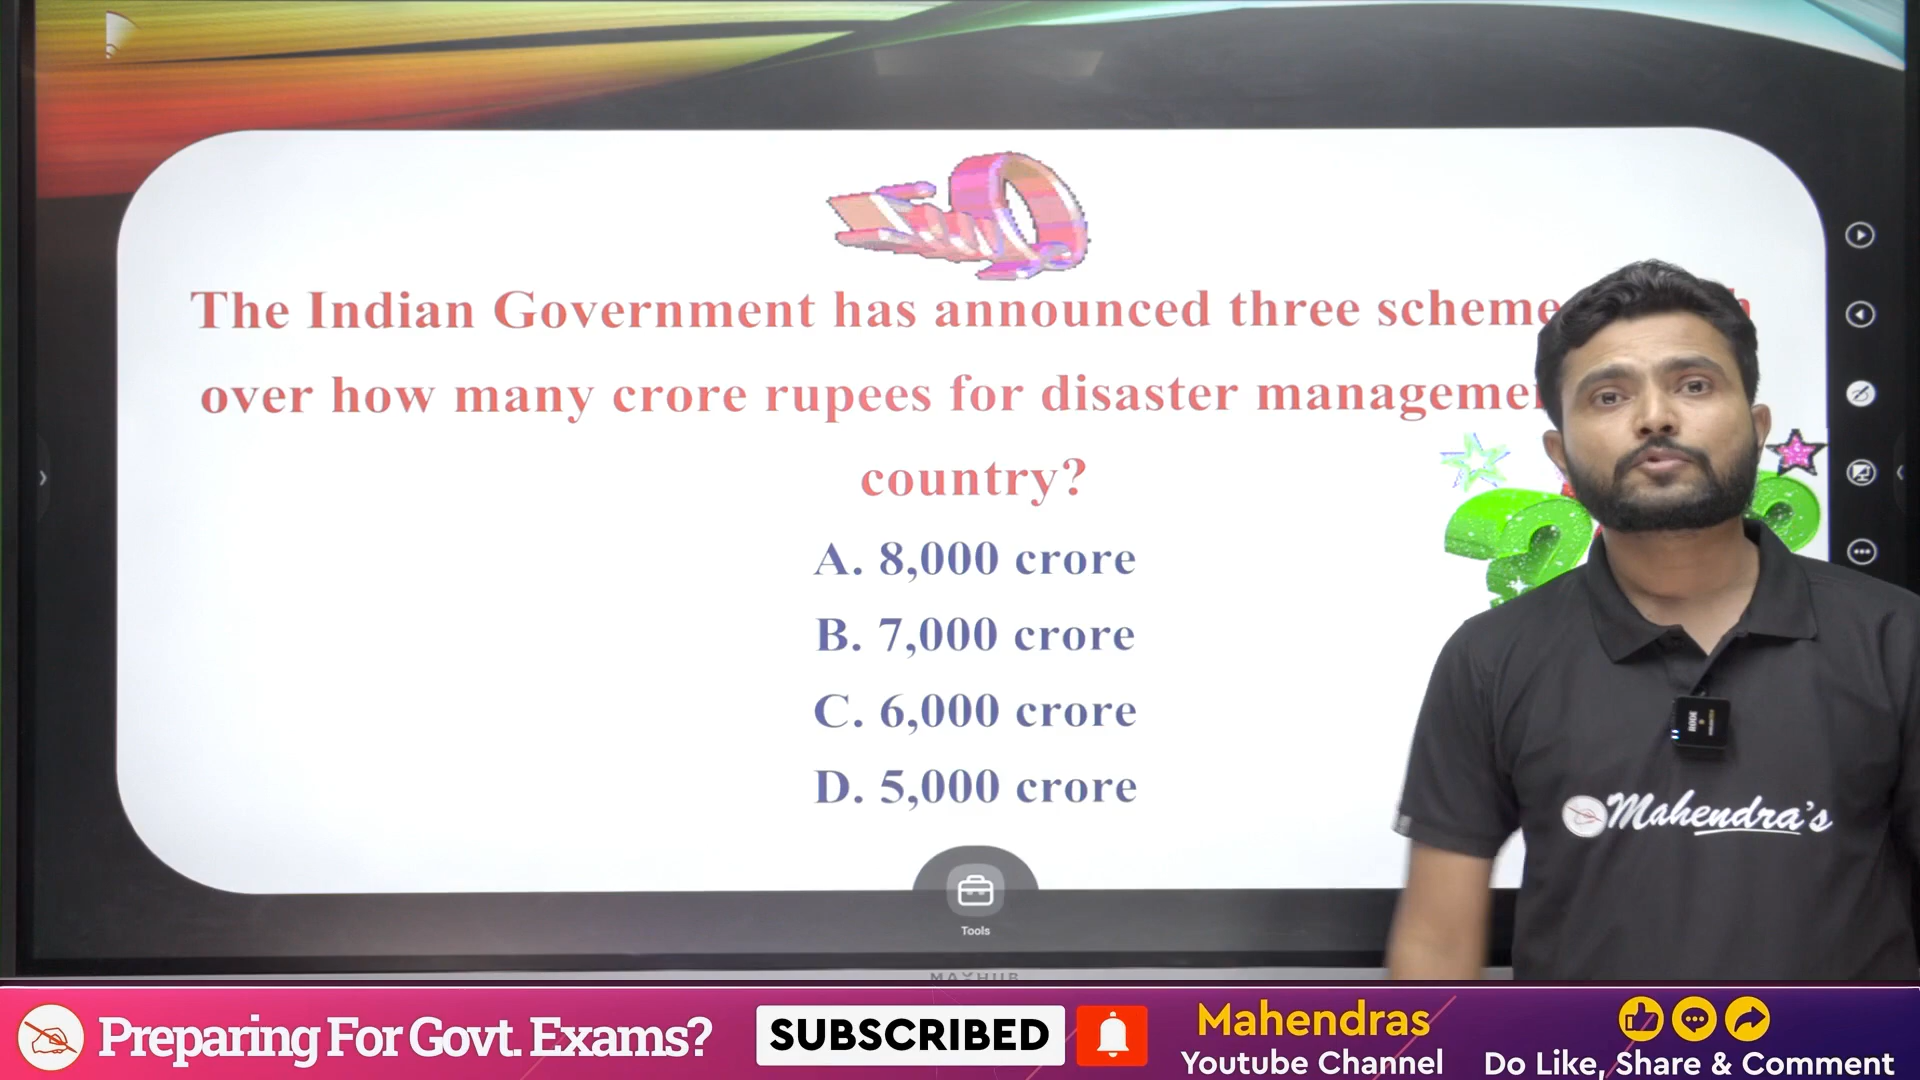 The Indian Government has announced three scheme
over how many crore rupees for disaster
country?
A. 8,000 crore
B. 7,000 crore
C. 6,000 crore
D. 5,000 crore
Tools
MAXHUB
RODE
Mahendra's
Preparing For Govt. Exams?
SUBSCRIBED
Mahendras
Youtube Channel
Do Like, Share & Comment